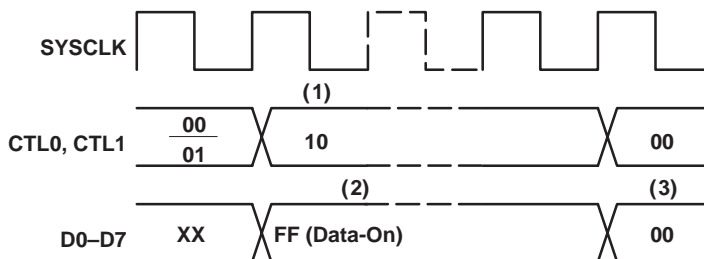 SYSCLK
(1)
CTL0, CTL1 00 10 00
01
(2) (3)
D0–D7 XX FF (Data-On) 00